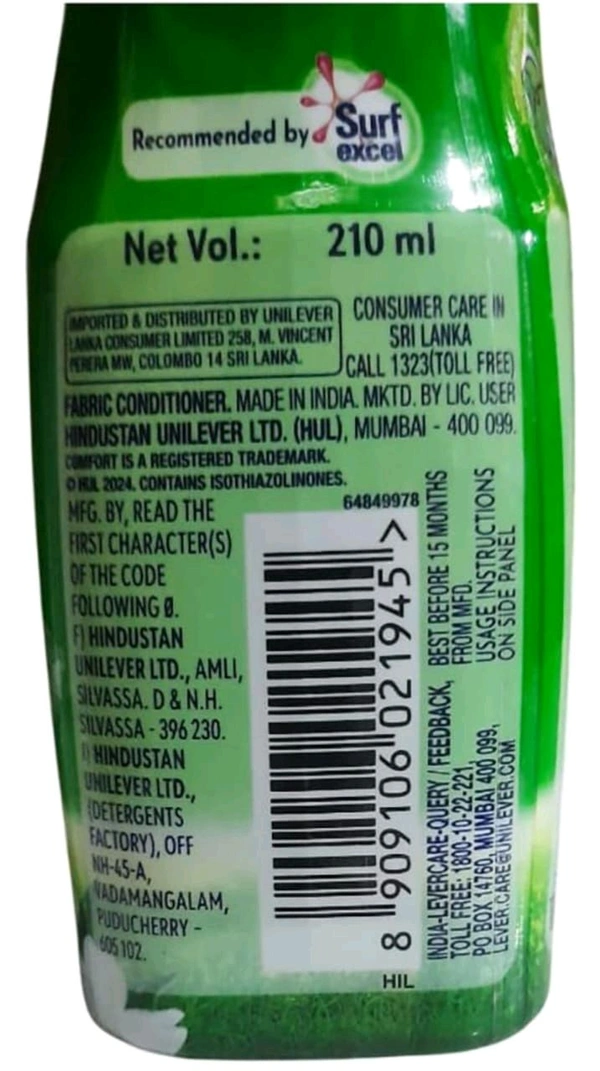 Recommended by Surf excel
Net Vol.: 210 ml
IMPORTED & DISTRIBUTED BY UNILEVER
LANKA CONSUMER LIMITED 258, M. VINCENT
PERERA MW, COLOMBO 14 SRI LANKA.
CONSUMER CARE IN
SRI LANKA
CALL 1323(TOLL FREE)
FABRIC CONDITIONER. MADE IN INDIA. MKTD. BY LIC. USER
HINDUSTAN UNILEVER LTD. (HUL), MUMBAI - 400 099.
COMFORT IS A REGISTERED TRADEMARK.
© HUL 2024. CONTAINS ISOTHIAZOLINONES.
MFG. BY, READ THE
FIRST CHARACTER(S)
OF THE CODE
FOLLOWING Ø.
F) HINDUSTAN
UNILEVER LTD., AMLI,
SILVASSA. D & N.H.
SILVASSA - 396 230.
HINDUSTAN
UNILEVER LTD.,
(DETERGENTS
FACTORY), OFF
NH-45-A,
VADAMANGALAM,
PUDUCHERRY -
605 102.
64849978
8 909106 021945 >
HIL
BEST BEFORE 15 MONTHS
FROM MFD.
USAGE INSTRUCTIONS
ON SIDE PANEL
INDIA-LEVERCARE-QUERY / FEEDBACK,
TOLL FREE: 1800-10-22-221,
PO BOX 14760, MUMBAI 400 099,
LEVER.CARE@UNILEVER.COM